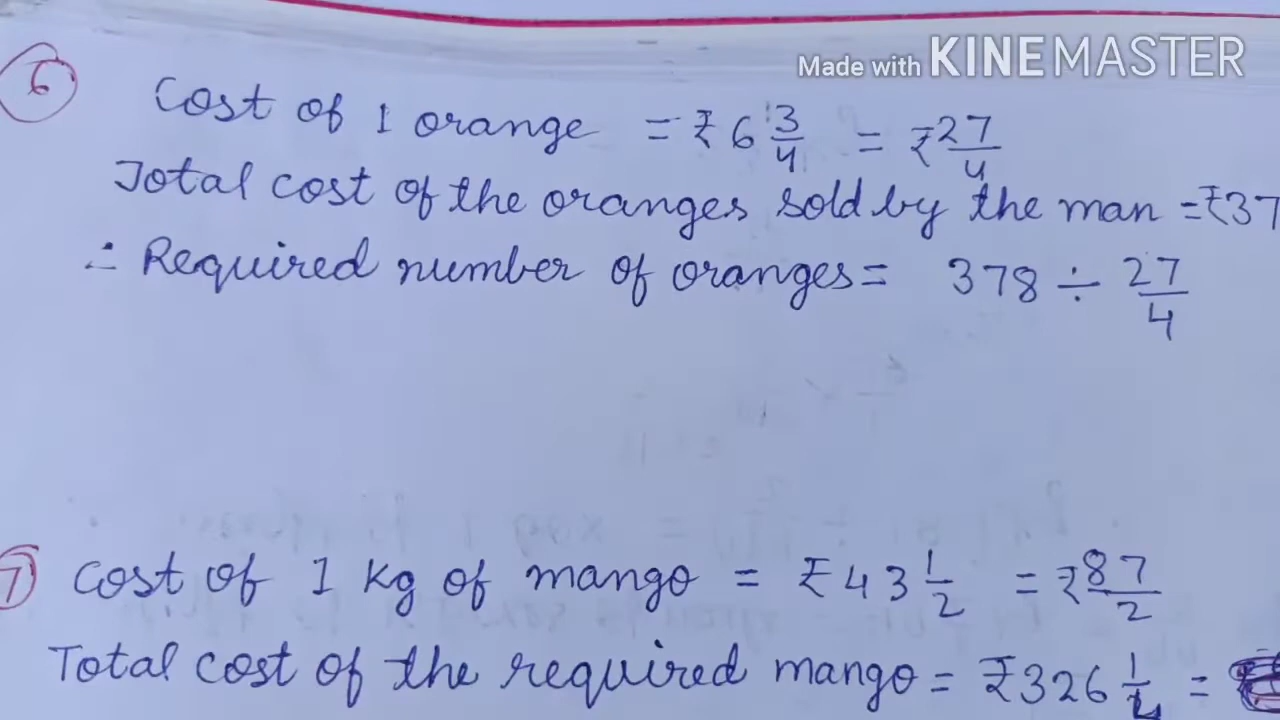 Made with KINEMASTER
6 Cost of 1 orange = ₹6 3/4 = ₹27/4
Total cost of the oranges sold by the man = ₹37
∴ Required number of oranges = 378 ÷ 27/4
7 Cost of 1 Kg of mango = ₹43 1/2 = ₹87/2
Total cost of the required mango = ₹326 1/4 =